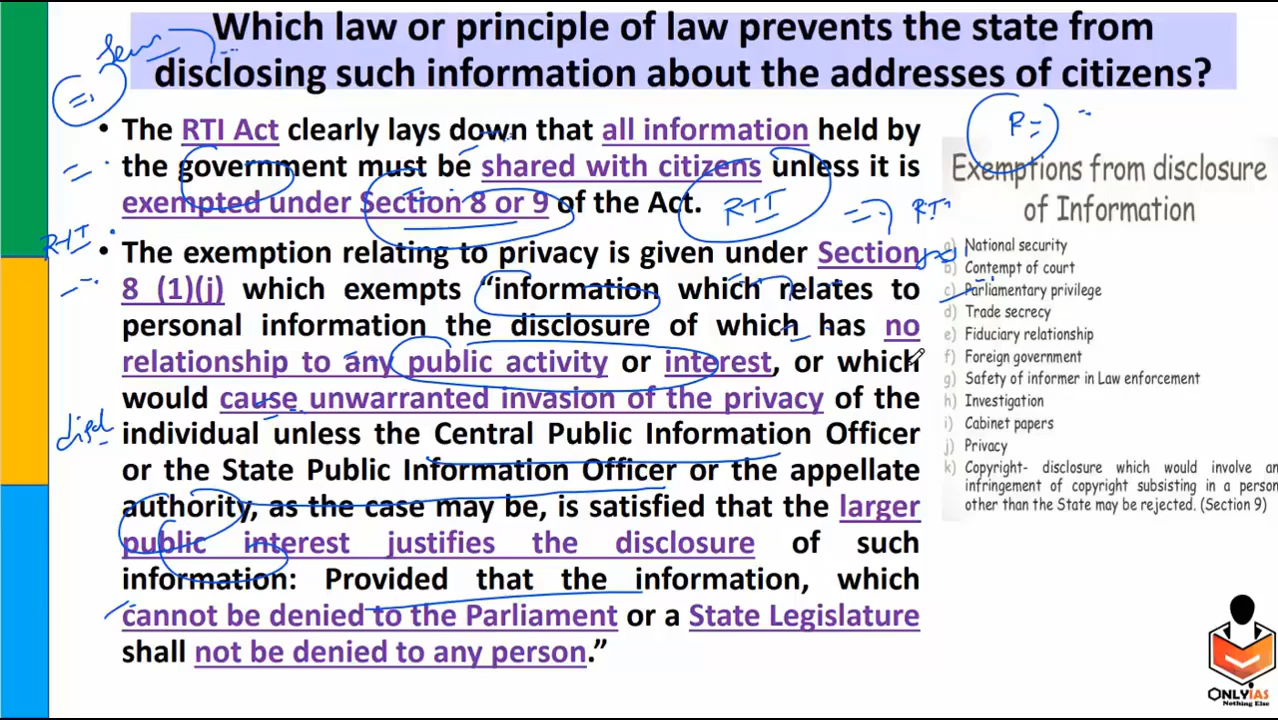 Which law or principle of law prevents the state from
disclosing such information about the addresses of citizens?
• The RTI Act clearly lays down that all information held by
the government must be shared with citizens unless it is
exempted under Section 8 or 9 of the Act.
RTI
RTI
RTI
• The exemption relating to privacy is given under Section
8 (1)(j) which exempts “information which relates to
personal information the disclosure of which has no
relationship to any public activity or interest, or which
would cause unwarranted invasion of the privacy of the
individual unless the Central Public Information Officer
or the State Public Information Officer or the appellate
authority, as the case may be, is satisfied that the larger
public interest justifies the disclosure of such
information: Provided that the information, which
cannot be denied to the Parliament or a State Legislature
shall not be denied to any person.”
Exemptions from disclosure
of Information
a) National security
b) Contempt of court
c) Parliamentary privilege
d) Trade secrecy
e) Fiduciary relationship
f) Foreign government
g) Safety of informer in Law enforcement
h) Investigation
i) Cabinet papers
j) Privacy
k) Copyright- disclosure which would involve an
infringement of copyright subsisting in a person
other than the State may be rejected. (Section 9)
ONLYIAS
Nothing Else